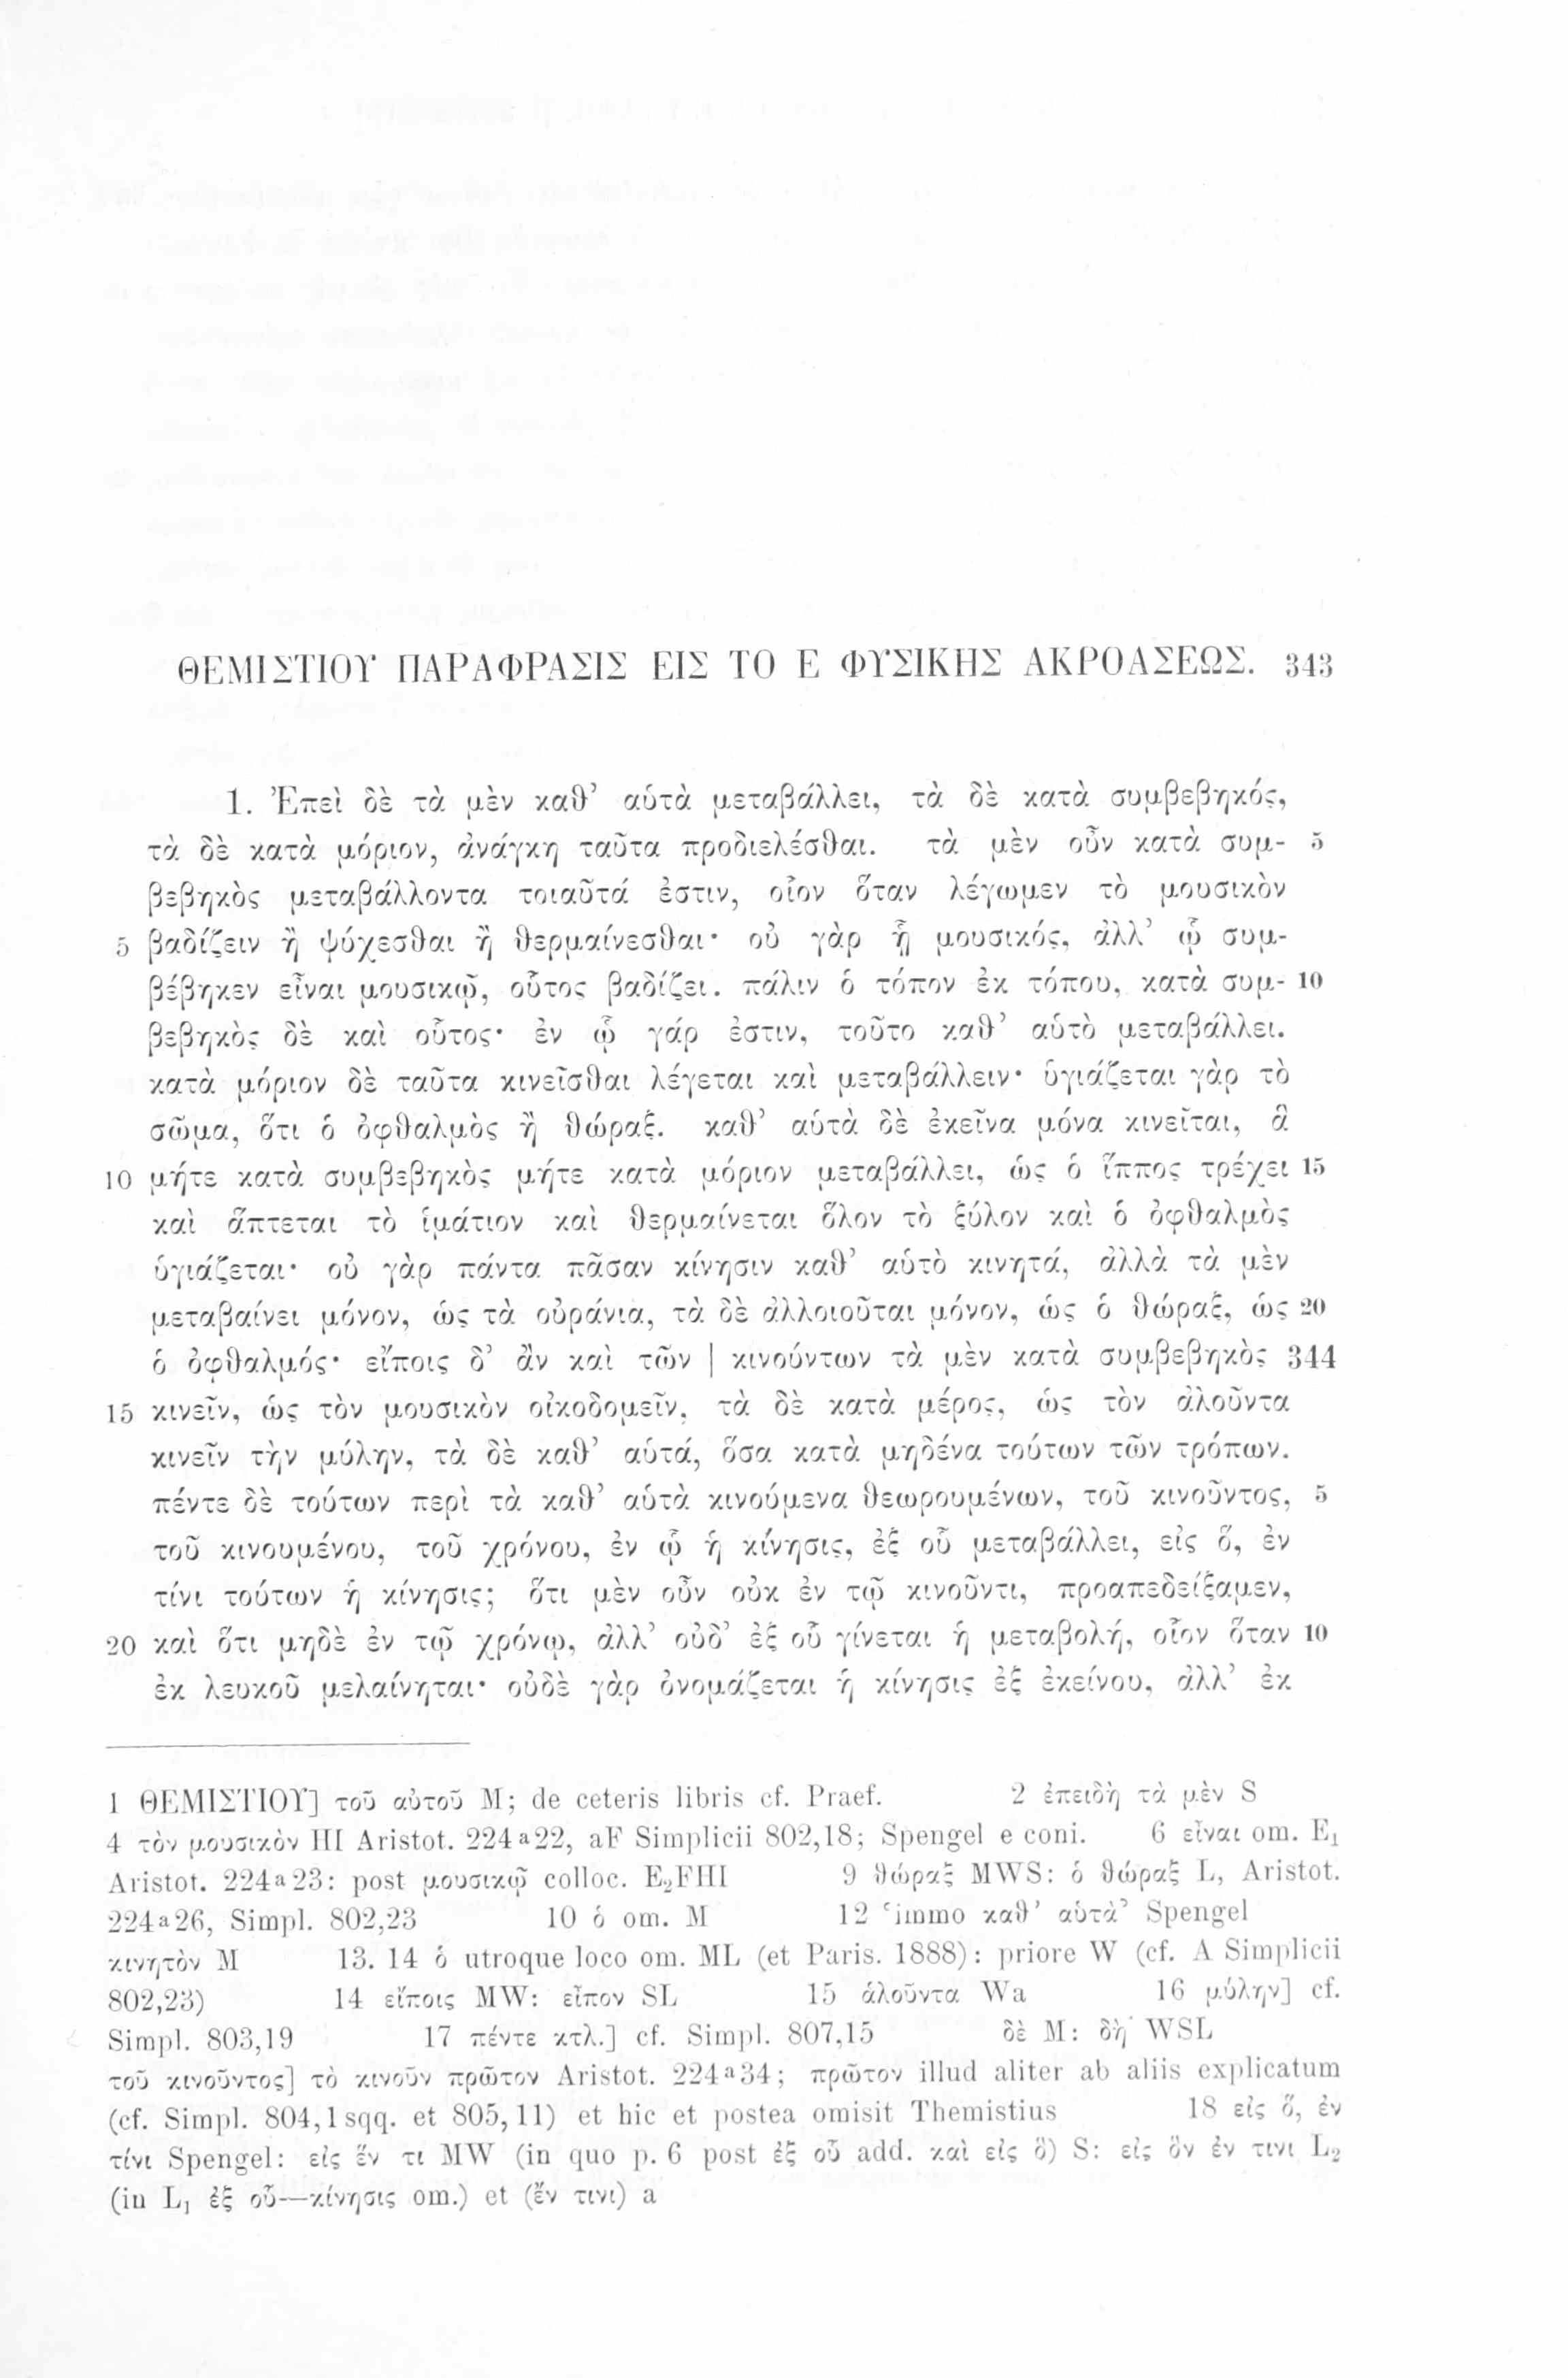 ΘΕΜΙΣΤΙΟΥ ΠΑΡΑΦΡΑΣΙΣ ΕΙΣ ΤΟ Ε ΦΥΣΙΚΗΣ ΑΚΡΟΑΣΕΩΣ. 343
1. Ἐπεὶ δὲ τὰ μὲν καθ’ αὑτὰ μεταβάλλει, τὰ δὲ κατὰ συμβεβηκός,
τὰ δὲ κατὰ μόριον, ἀνάγκη ταῦτα προδιελέσθαι. τὰ μὲν οὖν κατὰ συμ- 5
βεβηκὸς μεταβάλλοντα τοιαῦτά ἐστιν, οἷον ὅταν λέγωμεν τὸ μουσικὸν
5 βαδίζειν ἢ ψύχεσθαι ἢ θερμαίνεσθαι· οὐ γὰρ ᾗ μουσικός, ἀλλ’ ᾧ συμ-
βέβηκεν εἶναι μουσικῷ, οὗτος βαδίζει. πάλιν ὁ τόπον ἐκ τόπου, κατὰ συμ- 10
βεβηκὸς δὲ καὶ οὗτος· ἐν ᾧ γάρ ἐστιν, τοῦτο καθ’ αὑτὸ μεταβάλλει.
κατὰ μόριον δὲ ταῦτα κινεῖσθαι λέγεται καὶ μεταβάλλειν· ὑγιάζεται γὰρ τὸ
σῶμα, ὅτι ὁ ὀφθαλμὸς ἢ θώραξ. καθ’ αὑτὰ δὲ ἐκεῖνα μόνα κινεῖται, ἃ
10 μήτε κατὰ συμβεβηκὸς μήτε κατὰ μόριον μεταβάλλει, ὡς ὁ ἵππος τρέχει 15
καὶ ἅπτεται τὸ ἱμάτιον καὶ θερμαίνεται ὅλον τὸ ξύλον καὶ ὁ ὀφθαλμὸς
ὑγιάζεται· οὐ γὰρ πάντα πᾶσαν κίνησιν καθ’ αὑτὸ κινητά, ἀλλὰ τὰ μὲν
μεταβαίνει μόνον, ὡς τὰ οὐράνια, τὰ δὲ ἀλλοιοῦται μόνον, ὡς ὁ θώραξ, ὡς 20
ὁ ὀφθαλμός· εἴποις δ’ ἂν καὶ τῶν | κινούντων τὰ μὲν κατὰ συμβεβηκὸς 344
15 κινεῖν, ὡς τὸν μουσικὸν οἰκοδομεῖν, τὰ δὲ κατὰ μέρος, ὡς τὸν ἀλοῦντα
κινεῖν τὴν μύλην, τὰ δὲ καθ’ αὑτά, ὅσα κατὰ μηδένα τούτων τῶν τρόπων.
πέντε δὲ τούτων περὶ τὰ καθ’ αὑτὰ κινούμενα θεωρουμένων, τοῦ κινοῦντος, 5
τοῦ κινουμένου, τοῦ χρόνου, ἐν ᾧ ἡ κίνησις, ἐξ οὗ μεταβάλλει, εἰς ὅ, ἐν
τίνι τούτων ἡ κίνησις; ὅτι μὲν οὖν οὐκ ἐν τῷ κινοῦντι, προαπεδείξαμεν,
20 καὶ ὅτι μηδὲ ἐν τῷ χρόνῳ, ἀλλ’ οὐδ’ ἐξ οὗ γίνεται ἡ μεταβολή, οἷον ὅταν 10
ἐκ λευκοῦ μελαίνηται· οὐδὲ γὰρ ὀνομάζεται ἡ κίνησις ἐξ ἐκείνου, ἀλλ’ ἐκ
1 ΘΕΜΙΣΤΙΟΥ] τοῦ αὐτοῦ M; de ceteris libris cf. Praef. 2 ἐπειδὴ τὰ μὲν S
4 τὸν μουσικὸν HI Aristot. 224ᵃ22, aF Simplicii 802,18; Spengel e coni. 6 εἶναι om. E₁
Aristot. 224ᵃ23: post μουσικῷ colloc. E₂FHI 9 θώραξ MWS: ὁ θώραξ L, Aristot.
224ᵃ26, Simpl. 802,23 10 ὁ om. M 12 ‘immo καθ’ αὑτὰ’ Spengel
κινητὸν M 13. 14 ὁ utroque loco om. ML (et Paris. 1888): priore W (cf. A Simplicii
802,23) 14 εἴποις MW: εἶπον SL 15 ἁλοῦντα Wa 16 μύλην] cf.
Simpl. 803,19 17 πέντε κτλ.] cf. Simpl. 807,15 δὲ M: δὴ WSL
τοῦ κινοῦντος] τὸ κινοῦν πρῶτον Aristot. 224ᵃ34; πρῶτον illud aliter ab aliis explicatum
(cf. Simpl. 804,1 sqq. et 805,11) et hic et postea omisit Themistius 18 εἰς ὅ, ἐν
τίνι Spengel: εἰς ἕν τι MW (in quo p. 6 post ἐξ οὗ add. καὶ εἰς ὃ) S: εἰς ὃν ἐν τινι L₂
(in L₁ ἐξ οὗ—κίνησις om.) et (ἕν τινι) a